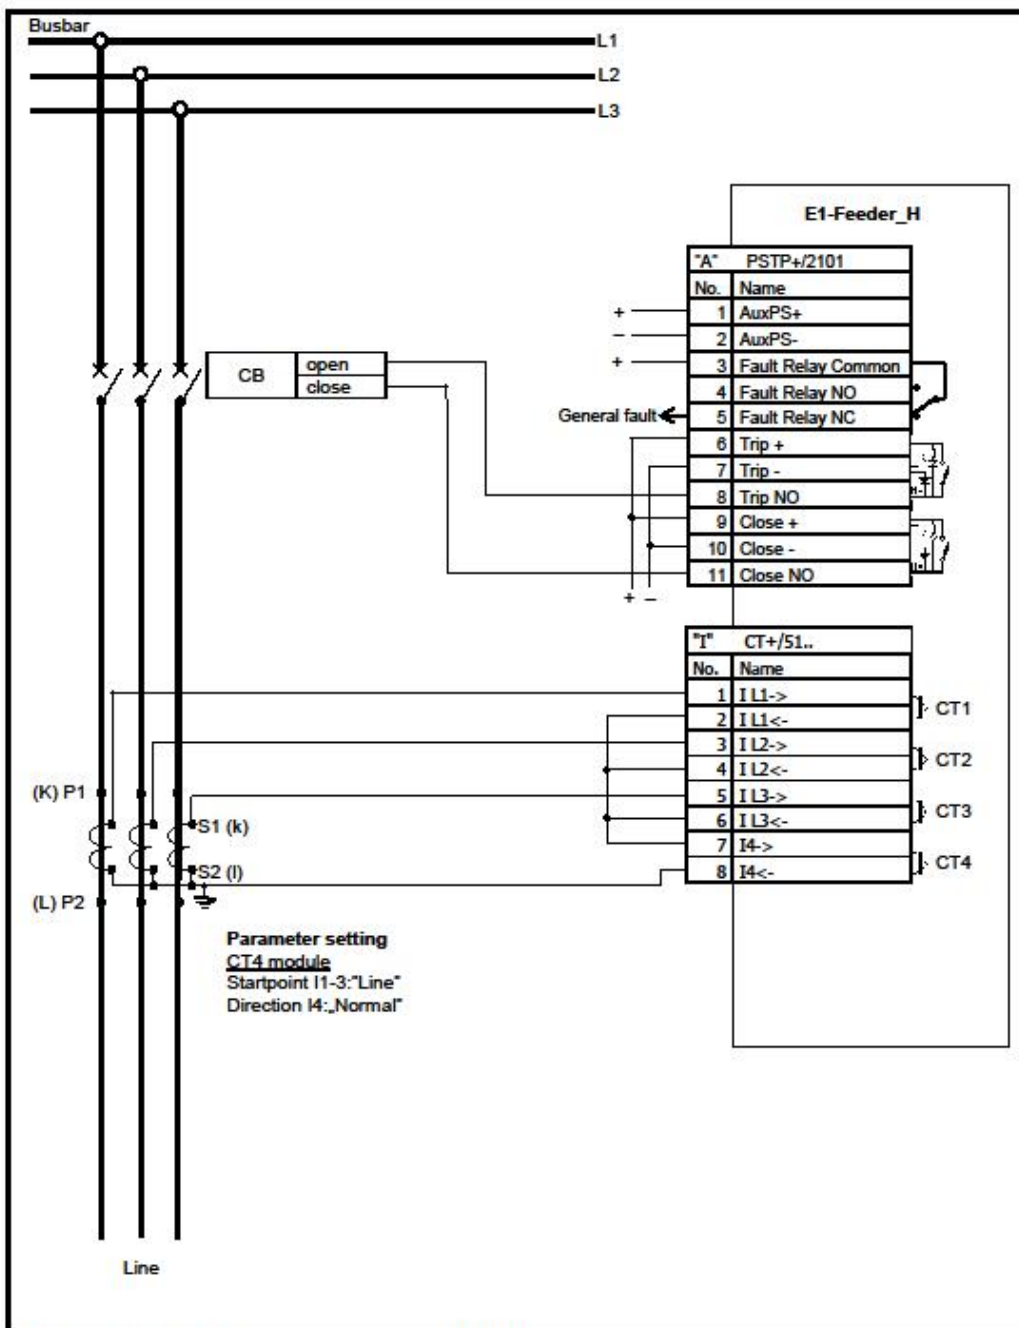 Busbar
L1
L2
L3
E1-Feeder_H
"A" PSTP+/2101
No. Name
+ 1 AuxPS+
– 2 AuxPS-
+ 3 Fault Relay Common
4 Fault Relay NO
General fault 5 Fault Relay NC
6 Trip +
7 Trip -
8 Trip NO
9 Close +
10 Close -
11 Close NO
+ –
CB open
close
"I" CT+/51..
No. Name
1 I L1->
2 I L1<-
CT1
3 I L2->
4 I L2<-
CT2
5 I L3->
6 I L3<-
CT3
7 I4->
8 I4<-
CT4
(K) P1
S1 (k)
S2 (l)
(L) P2
Parameter setting
CT4 module
Startpoint I1-3:"Line"
Direction I4:„Normal"
Line